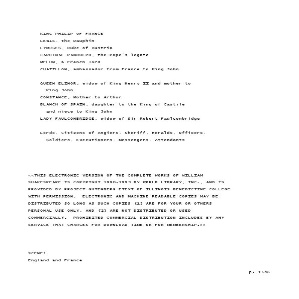 KING PHILIP OF FRANCE
LEWIS, the Dauphin
LYMOGES, Duke of Austria
CARDINAL PANDULPH, the Pope's legate
MELUN, a French lord
CHATILLON, ambassador from France to King John
QUEEN ELINOR, widow of King Henry II and mother to
King John
CONSTANCE, Mother to Arthur
BLANCH OF SPAIN, daughter to the King of Castile
and niece to King John
LADY FAULCONBRIDGE, widow of Sir Robert Faulconbridge
Lords, Citizens of Angiers, Sheriff, Heralds, Officers,
Soldiers, Executioners, Messengers, Attendants
<<THIS ELECTRONIC VERSION OF THE COMPLETE WORKS OF WILLIAM
SHAKESPEARE IS COPYRIGHT 1990-1993 BY WORLD LIBRARY, INC., AND IS
PROVIDED BY PROJECT GUTENBERG ETEXT OF ILLINOIS BENEDICTINE COLLEGE
WITH PERMISSION. ELECTRONIC AND MACHINE READABLE COPIES MAY BE
DISTRIBUTED SO LONG AS SUCH COPIES (1) ARE FOR YOUR OR OTHERS
PERSONAL USE ONLY, AND (2) ARE NOT DISTRIBUTED OR USED
COMMERCIALLY. PROHIBITED COMMERCIAL DISTRIBUTION INCLUDES BY ANY
SERVICE THAT CHARGES FOR DOWNLOAD TIME OR FOR MEMBERSHIP.>>
SCENE:
England and France